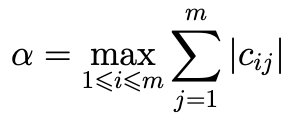 α = max_{1⩽i⩽m} ∑_{j=1}^{m} |c_{ij}|